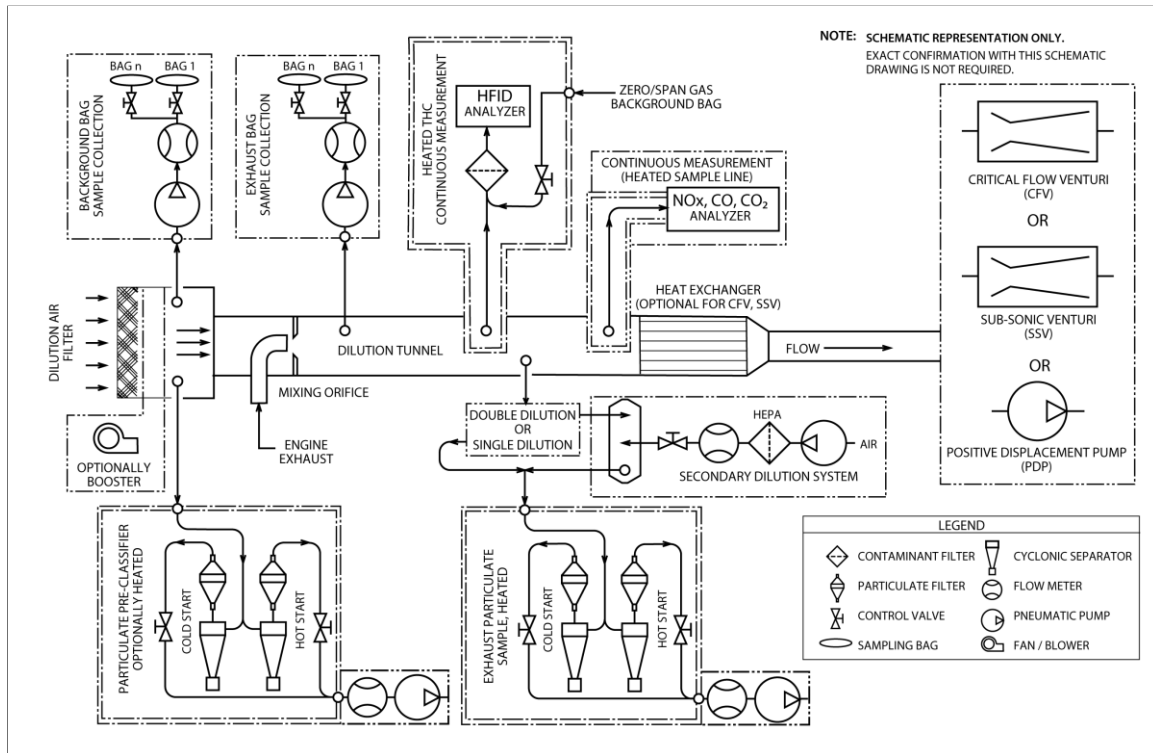 NOTE: SCHEMATIC REPRESENTATION ONLY.
EXACT CONFIRMATION WITH THIS SCHEMATIC
DRAWING IS NOT REQUIRED.
BACKGROUND BAG
SAMPLE COLLECTION
BAG n BAG 1
EXHAUST BAG
SAMPLE COLLECTION
BAG n BAG 1
HEATED THC
CONTINUOUS MEASUREMENT
HFID
ANALYZER
ZERO/SPAN GAS
BACKGROUND BAG
CONTINUOUS MEASUREMENT
(HEATED SAMPLE LINE)
NOx, CO, CO₂
ANALYZER
CRITICAL FLOW VENTURI
(CFV)
OR
SUB-SONIC VENTURI
(SSV)
OR
POSITIVE DISPLACEMENT PUMP
(PDP)
DILUTION AIR
FILTER
OPTIONALLY
BOOSTER
MIXING ORIFICE
ENGINE
EXHAUST
DILUTION TUNNEL
HEAT EXCHANGER
(OPTIONAL FOR CFV, SSV)
FLOW
DOUBLE DILUTION
OR
SINGLE DILUTION
HEPA
AIR
SECONDARY DILUTION SYSTEM
PARTICULATE PRE-CLASSIFIER
OPTIONALLY HEATED
COLD START
HOT START
EXHAUST PARTICULATE
SAMPLE, HEATED
COLD START
HOT START
LEGEND
CONTAMINANT FILTER
CYCLONIC SEPARATOR
PARTICULATE FILTER
FLOW METER
CONTROL VALVE
PNEUMATIC PUMP
SAMPLING BAG
FAN / BLOWER